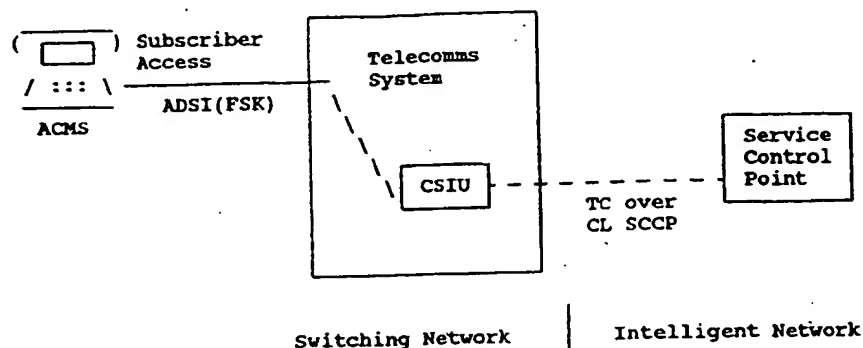 Subscriber
Access
ADSI(FSK)
ACMS
Telecomms
System
CSIU
TC over
CL SCCP
Service
Control
Point
Switching Network
Intelligent Network